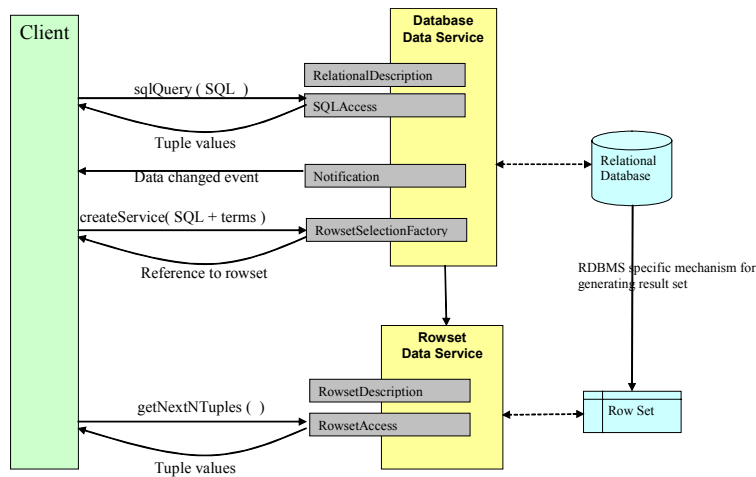 Client
Database
Data Service
RelationalDescription
sqlQuery ( SQL  )
SQLAccess
Tuple values
Notification
Data changed event
Relational
Database
createService( SQL + terms )
RowsetSelectionFactory
Reference to rowset
RDBMS specific mechanism for
generating result set
Rowset
Data Service
RowsetDescription
getNextNTuples (  )
RowsetAccess
Row Set
Tuple values